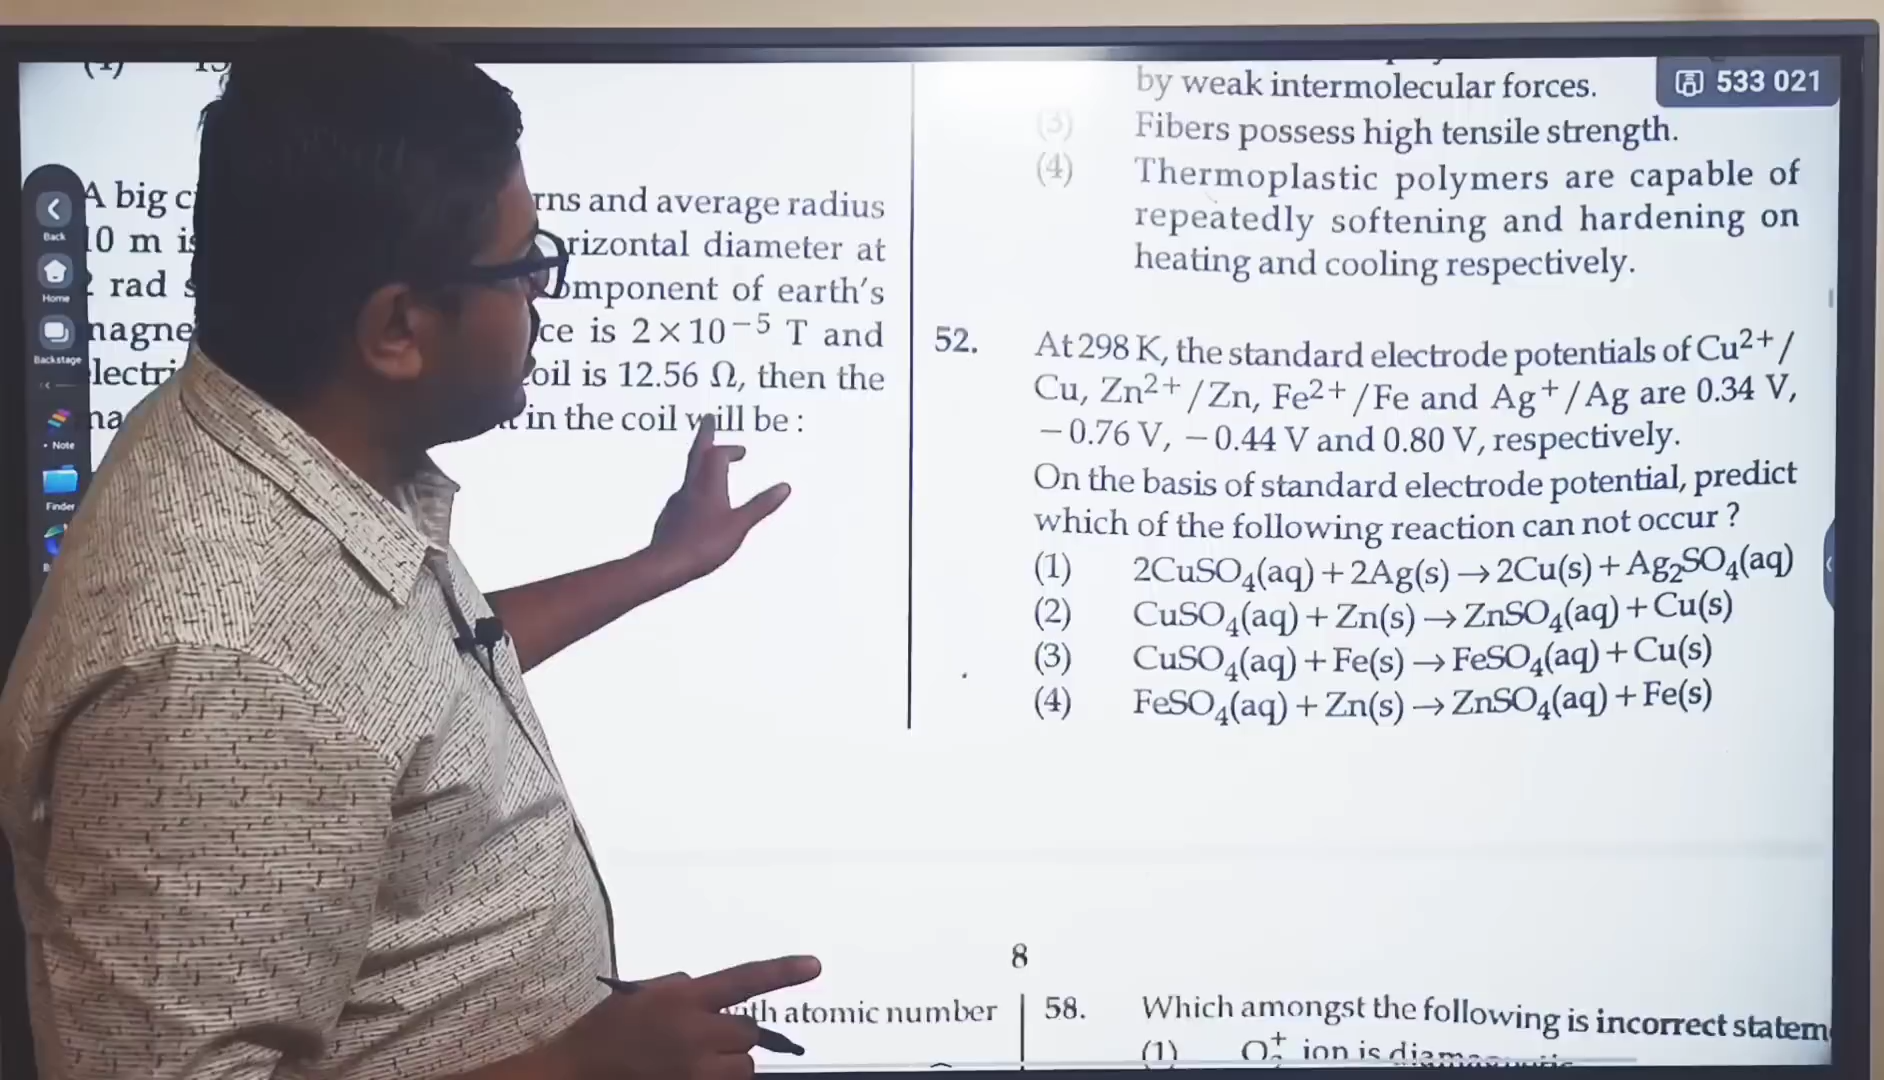 533 021
Back
Home
Backstage
Note
Finder
A big
10 m
rad
rns and average radius
rizontal diameter at
omponent of earth's
ce is 2×10⁻⁵ T and
oil is 12.56 Ω, then the
in the coil will be :
by weak intermolecular forces.
(3) Fibers possess high tensile strength.
(4) Thermoplastic polymers are capable of
repeatedly softening and hardening on
heating and cooling respectively.
52. At 298 K, the standard electrode potentials of Cu²⁺/
Cu, Zn²⁺/Zn, Fe²⁺/Fe and Ag⁺/Ag are 0.34 V,
−0.76 V, −0.44 V and 0.80 V, respectively.
On the basis of standard electrode potential, predict
which of the following reaction can not occur ?
(1) 2CuSO₄(aq) + 2Ag(s) → 2Cu(s) + Ag₂SO₄(aq)
(2) CuSO₄(aq) + Zn(s) → ZnSO₄(aq) + Cu(s)
(3) CuSO₄(aq) + Fe(s) → FeSO₄(aq) + Cu(s)
(4) FeSO₄(aq) + Zn(s) → ZnSO₄(aq) + Fe(s)
8
atomic number
58. Which amongst the following is incorrect statem
(1) ion is